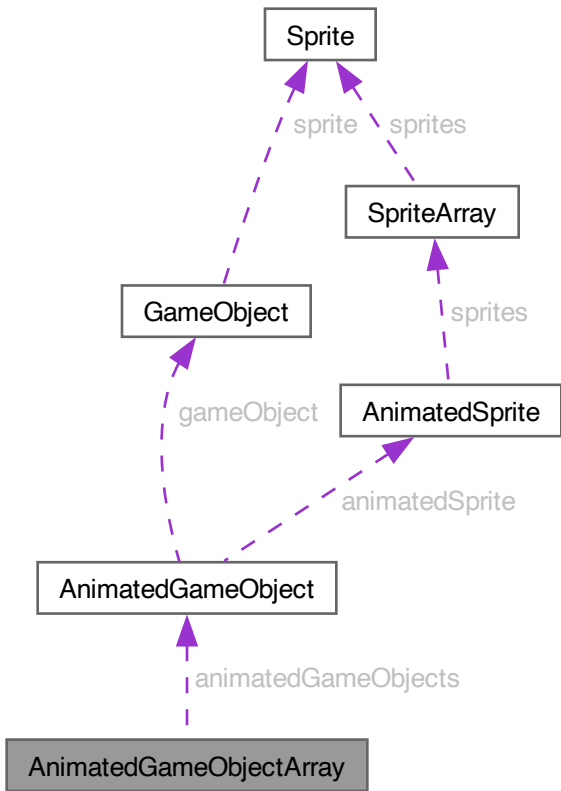 Sprite
sprite
sprites
SpriteArray
GameObject
sprites
gameObject
AnimatedSprite
animatedSprite
AnimatedGameObject
animatedGameObjects
AnimatedGameObjectArray